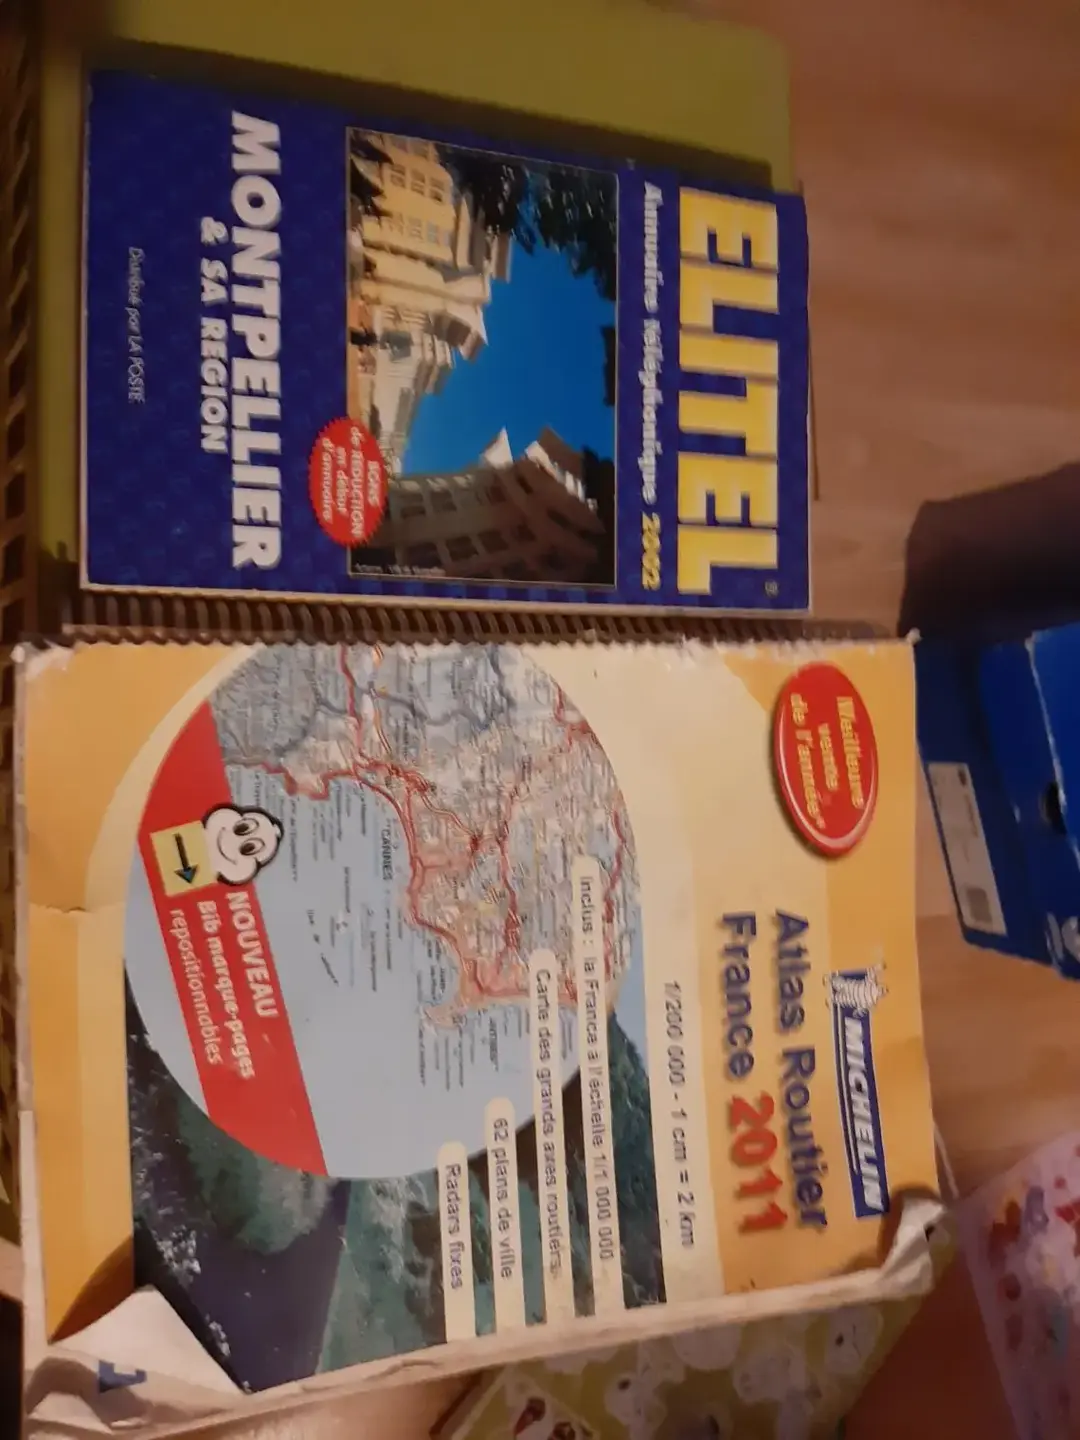 ELITEL
Annuaire téléphonique 2002
BONS
de REDUCTION
en début
d'annuaire
MONTPELLIER
& SA REGION
Distribué par LA POSTE
Meilleure
vente
de l'année*
MICHELIN
Atlas Routier
France 2011
1/200 000 - 1 cm = 2 km
Inclus : la France à l'échelle 1/1 000 000
Carte des grands axes routiers
62 plans de ville
Radars fixes
CANNES
NOUVEAU
Bib marque-pages
repositionnables